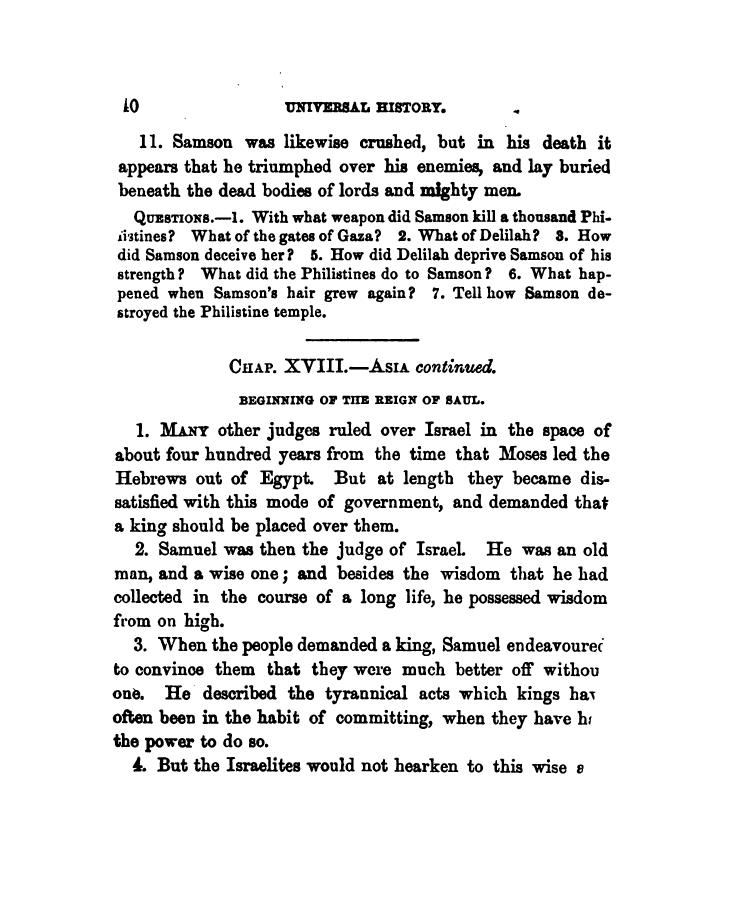 40 UNIVERSAL HISTORY.
11. Samson was likewise crushed, but in his death it
appears that he triumphed over his enemies, and lay buried
beneath the dead bodies of lords and mighty men.
QUESTIONS.—1. With what weapon did Samson kill a thousand Phi-
listines? What of the gates of Gaza? 2. What of Delilah? 3. How
did Samson deceive her? 5. How did Delilah deprive Samson of his
strength? What did the Philistines do to Samson? 6. What hap-
pened when Samson's hair grew again? 7. Tell how Samson de-
stroyed the Philistine temple.
CHAP. XVIII.—ASIA continued.
BEGINNING OF THE REIGN OF SAUL.
1. MANY other judges ruled over Israel in the space of
about four hundred years from the time that Moses led the
Hebrews out of Egypt. But at length they became dis-
satisfied with this mode of government, and demanded that
a king should be placed over them.
2. Samuel was then the judge of Israel. He was an old
man, and a wise one; and besides the wisdom that he had
collected in the course of a long life, he possessed wisdom
from on high.
3. When the people demanded a king, Samuel endeavoured
to convince them that they were much better off withou
one. He described the tyrannical acts which kings
often been in the habit of committing, when they have
the power to do so.
4. But the Israelites would not hearken to this wise